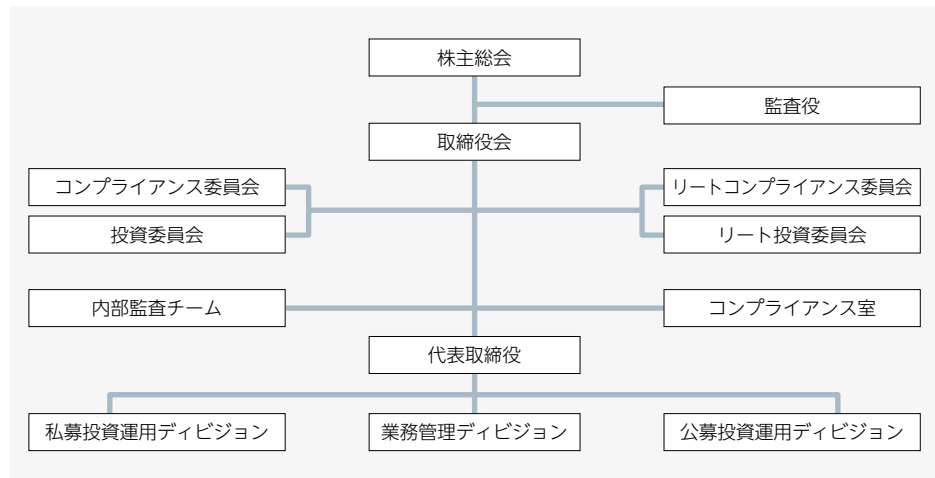 株主総会
監査役
取締役会
コンプライアンス委員会
リートコンプライアンス委員会
投資委員会
リート投資委員会
内部監査チーム
コンプライアンス室
代表取締役
私募投資運用ディビジョン
業務管理ディビジョン
公募投資運用ディビジョン